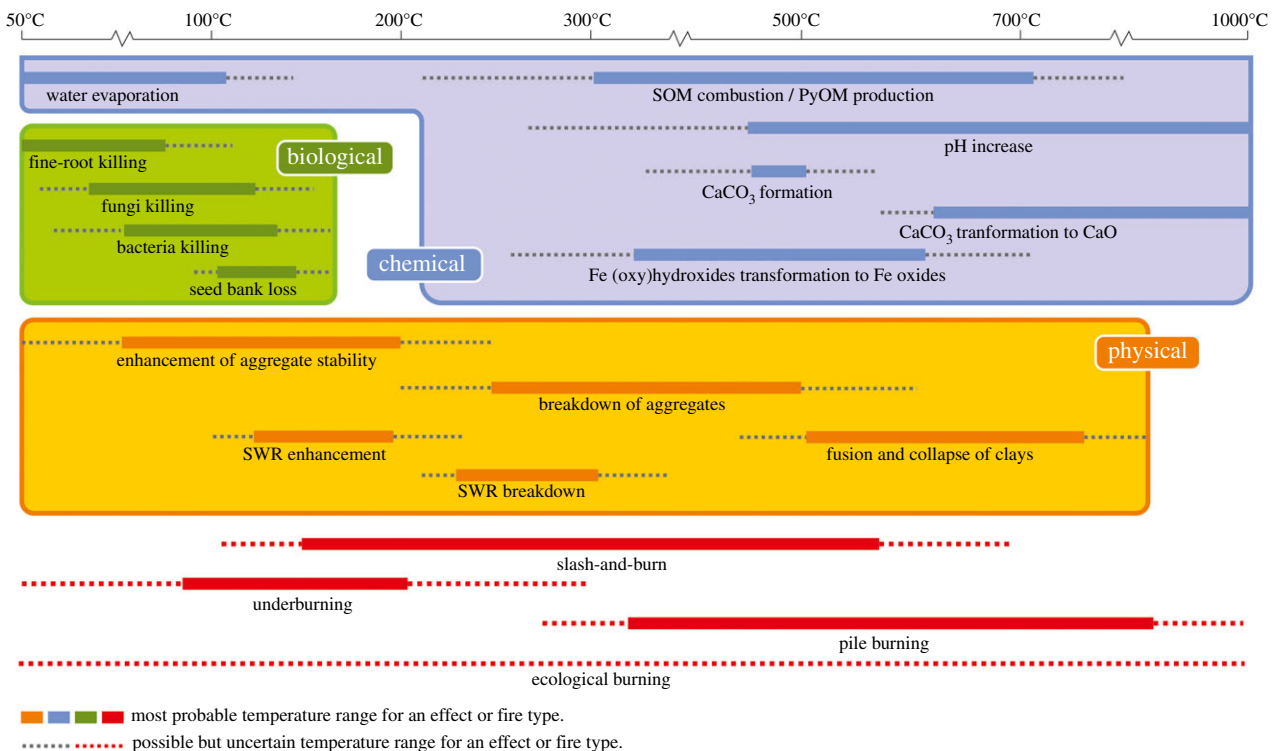 50°C 100°C 200°C 300°C 500°C 700°C 1000°C
water evaporation
SOM combustion / PyOM production
pH increase
CaCO3 formation
CaCO3 tranformation to CaO
Fe (oxy)hydroxides transformation to Fe oxides
chemical
biological
fine-root killing
fungi killing
bacteria killing
seed bank loss
physical
enhancement of aggregate stability
breakdown of aggregates
SWR enhancement
fusion and collapse of clays
SWR breakdown
slash-and-burn
underburning
pile burning
ecological burning
most probable temperature range for an effect or fire type.
possible but uncertain temperature range for an effect or fire type.